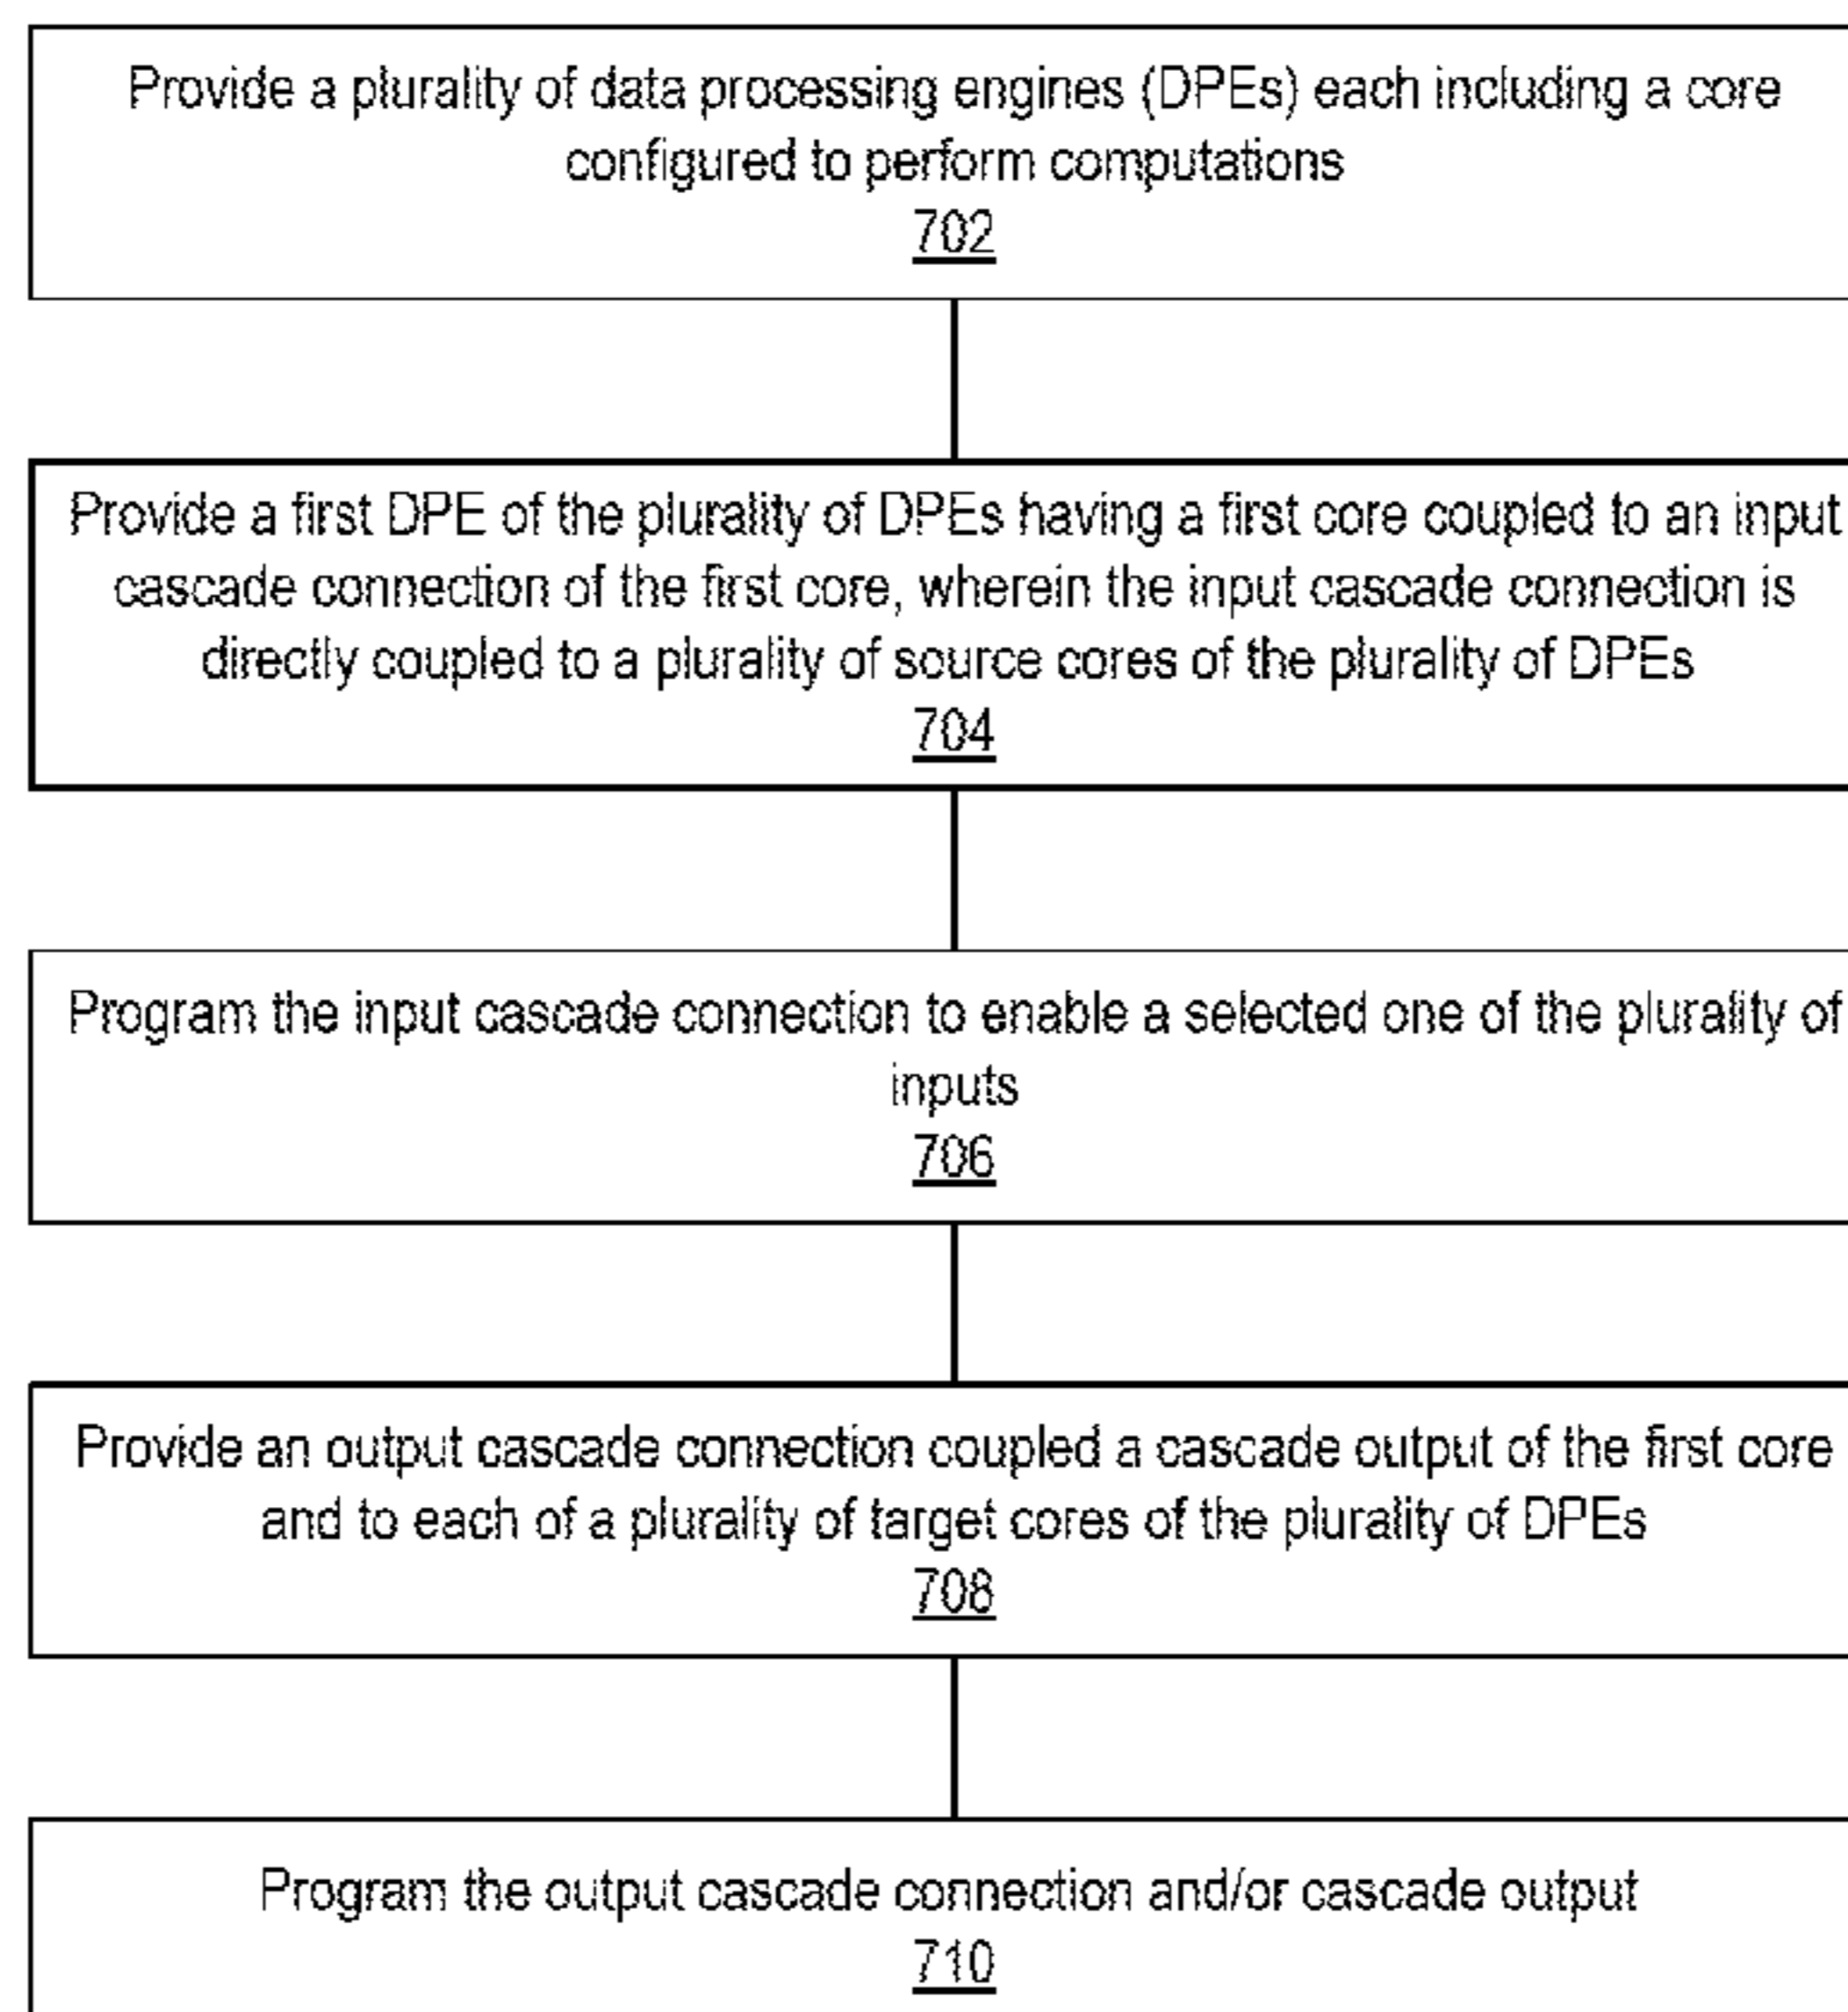 Provide a plurality of data processing engines (DPEs) each including a core
configured to perform computations
702
Provide a first DPE of the plurality of DPEs having a first core coupled to an input
cascade connection of the first core, wherein the input cascade connection is
directly coupled to a plurality of source cores of the plurality of DPEs
704
Program the input cascade connection to enable a selected one of the plurality of
inputs
706
Provide an output cascade connection coupled a cascade output of the first core
and to each of a plurality of target cores of the plurality of DPEs
708
Program the output cascade connection and/or cascade output
710